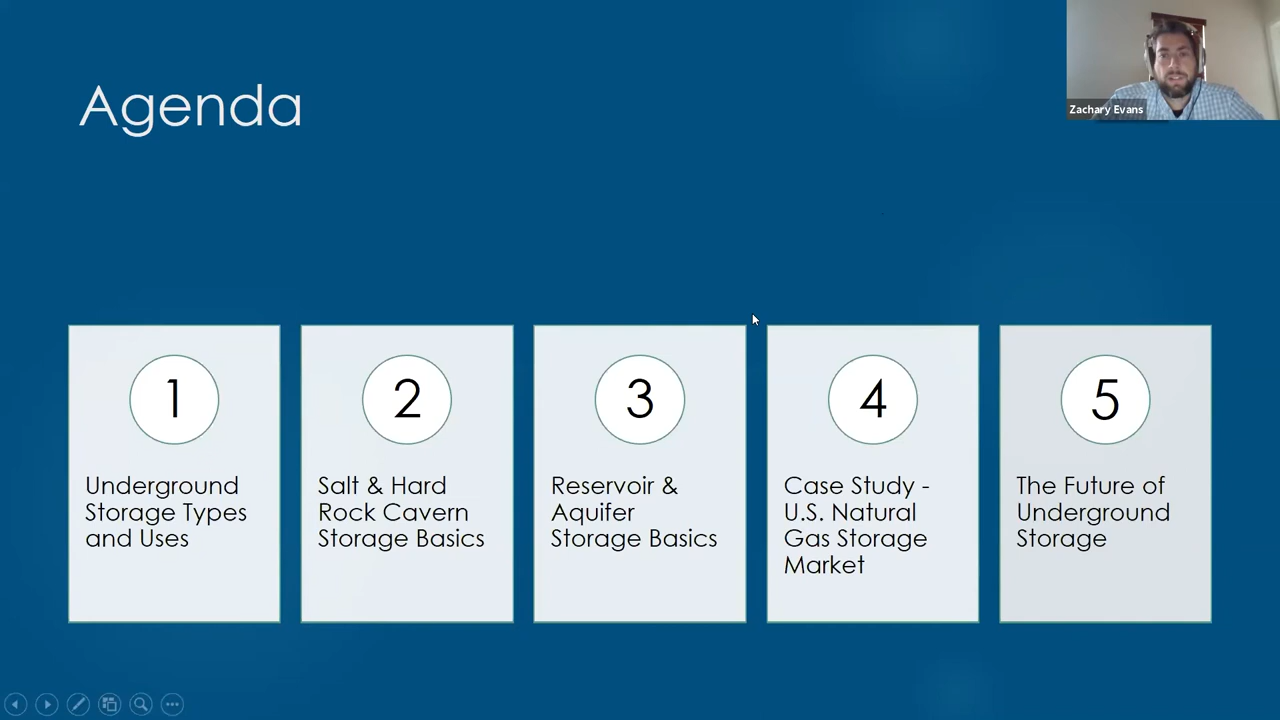 Agenda
Zachary Evans
1
Underground
Storage Types
and Uses
2
Salt & Hard
Rock Cavern
Storage Basics
3
Reservoir &
Aquifer
Storage Basics
4
Case Study -
U.S. Natural
Gas Storage
Market
5
The Future of
Underground
Storage